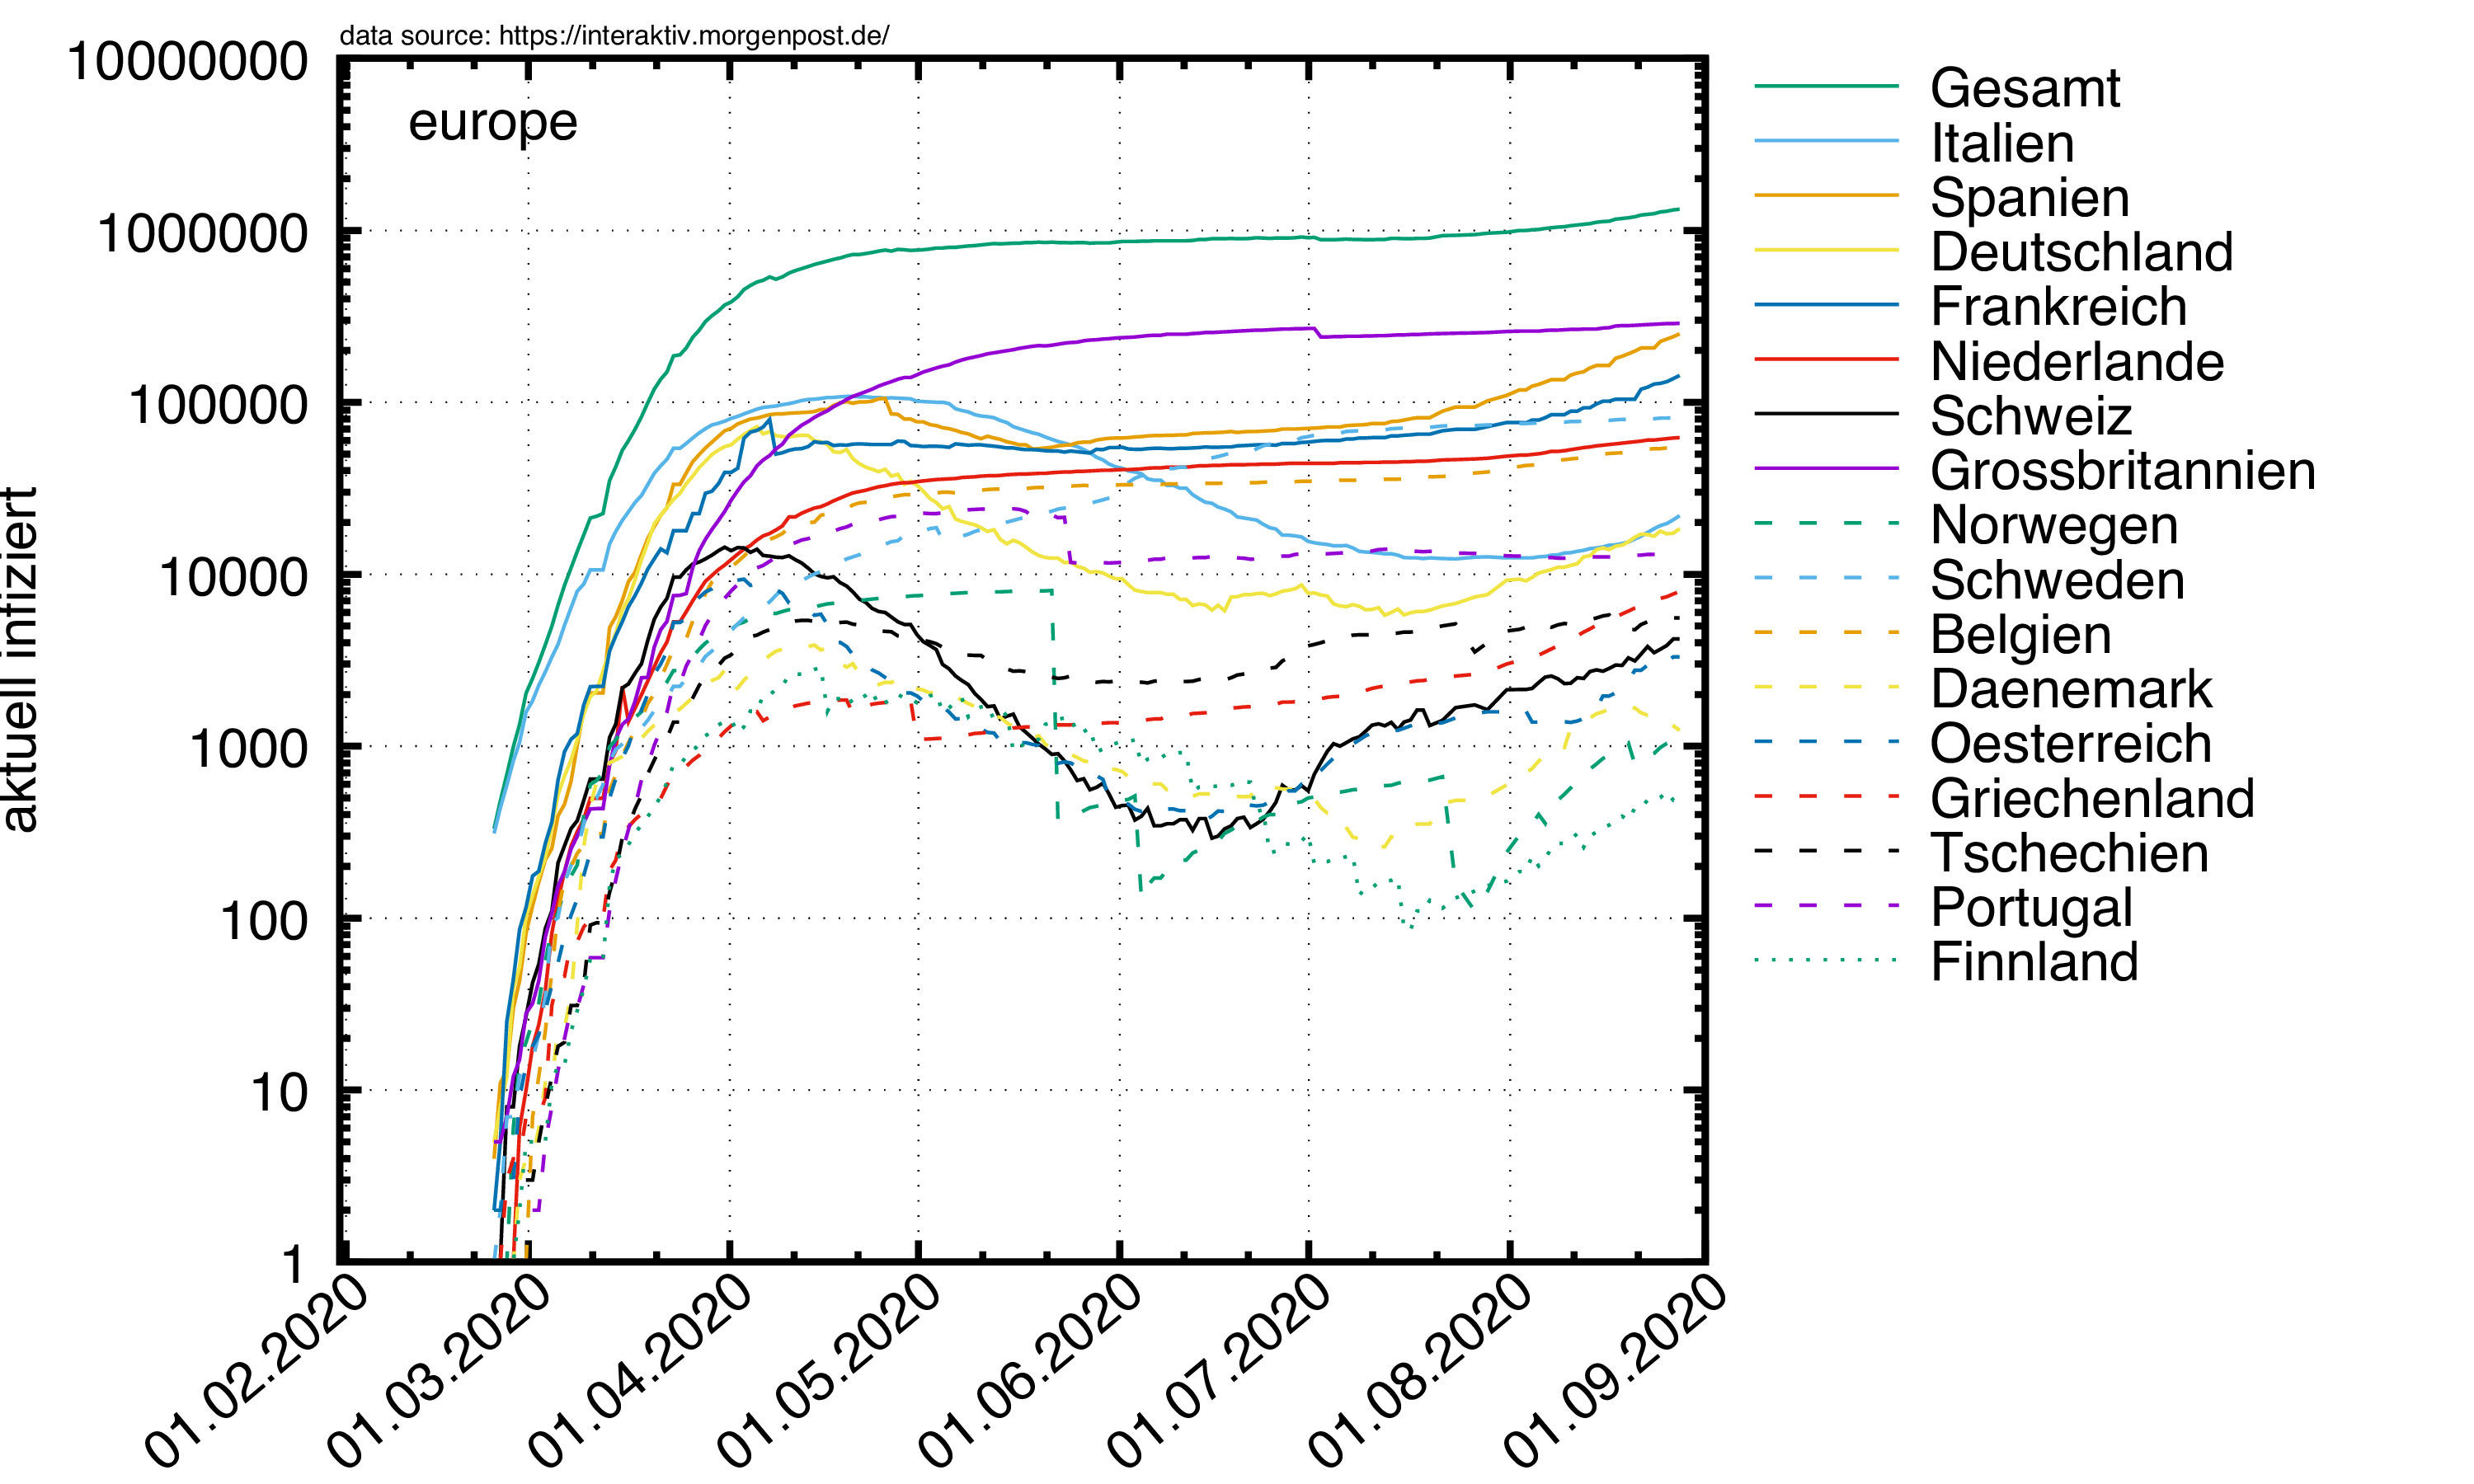 data source: https://interaktiv.morgenpost.de/
europe
aktuell infiziert
10000000
1000000
100000
10000
1000
100
10
1
01.02.2020
01.03.2020
01.04.2020
01.05.2020
01.06.2020
01.07.2020
01.08.2020
01.09.2020
Gesamt
Italien
Spanien
Deutschland
Frankreich
Niederlande
Schweiz
Grossbritannien
Norwegen
Schweden
Belgien
Daenemark
Oesterreich
Griechenland
Tschechien
Portugal
Finnland